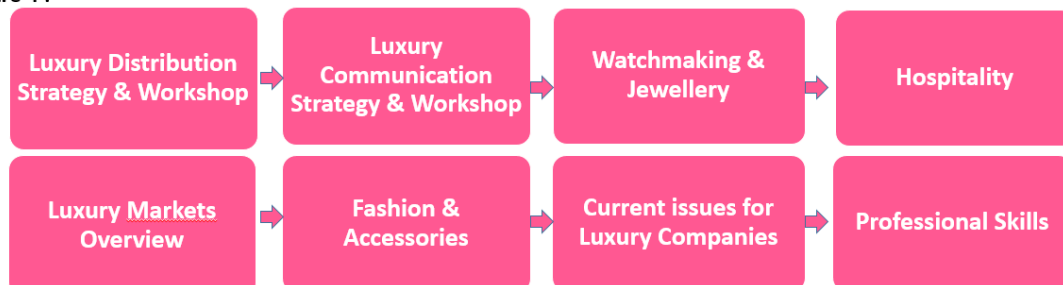 Luxury Distribution
Strategy & Workshop
Luxury
Communication
Strategy & Workshop
Watchmaking &
Jewellery
Hospitality
Luxury Markets
Overview
Fashion &
Accessories
Current issues for
Luxury Companies
Professional Skills